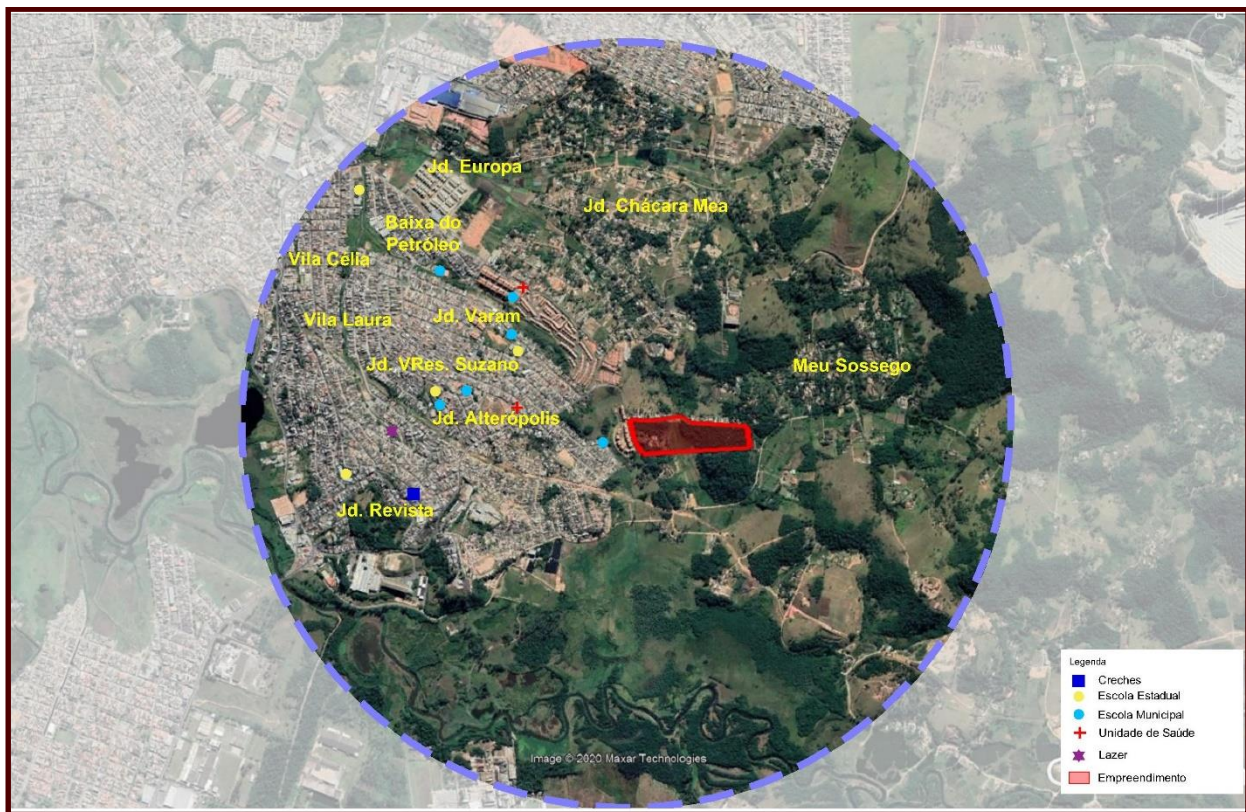 Jd. Europa
Jd. Chácara Mea
Baixa do
Petróleo
Vila Célia
Vila Laura
Jd. Varam
Jd. VRes. Suzano
Meu Sossego
Jd. Alterópolis
Jd. Revista
Image © 2020 Maxar Technologies
Legenda
Creches
Escola Estadual
Escola Municipal
Unidade de Saúde
Lazer
Empreendimento